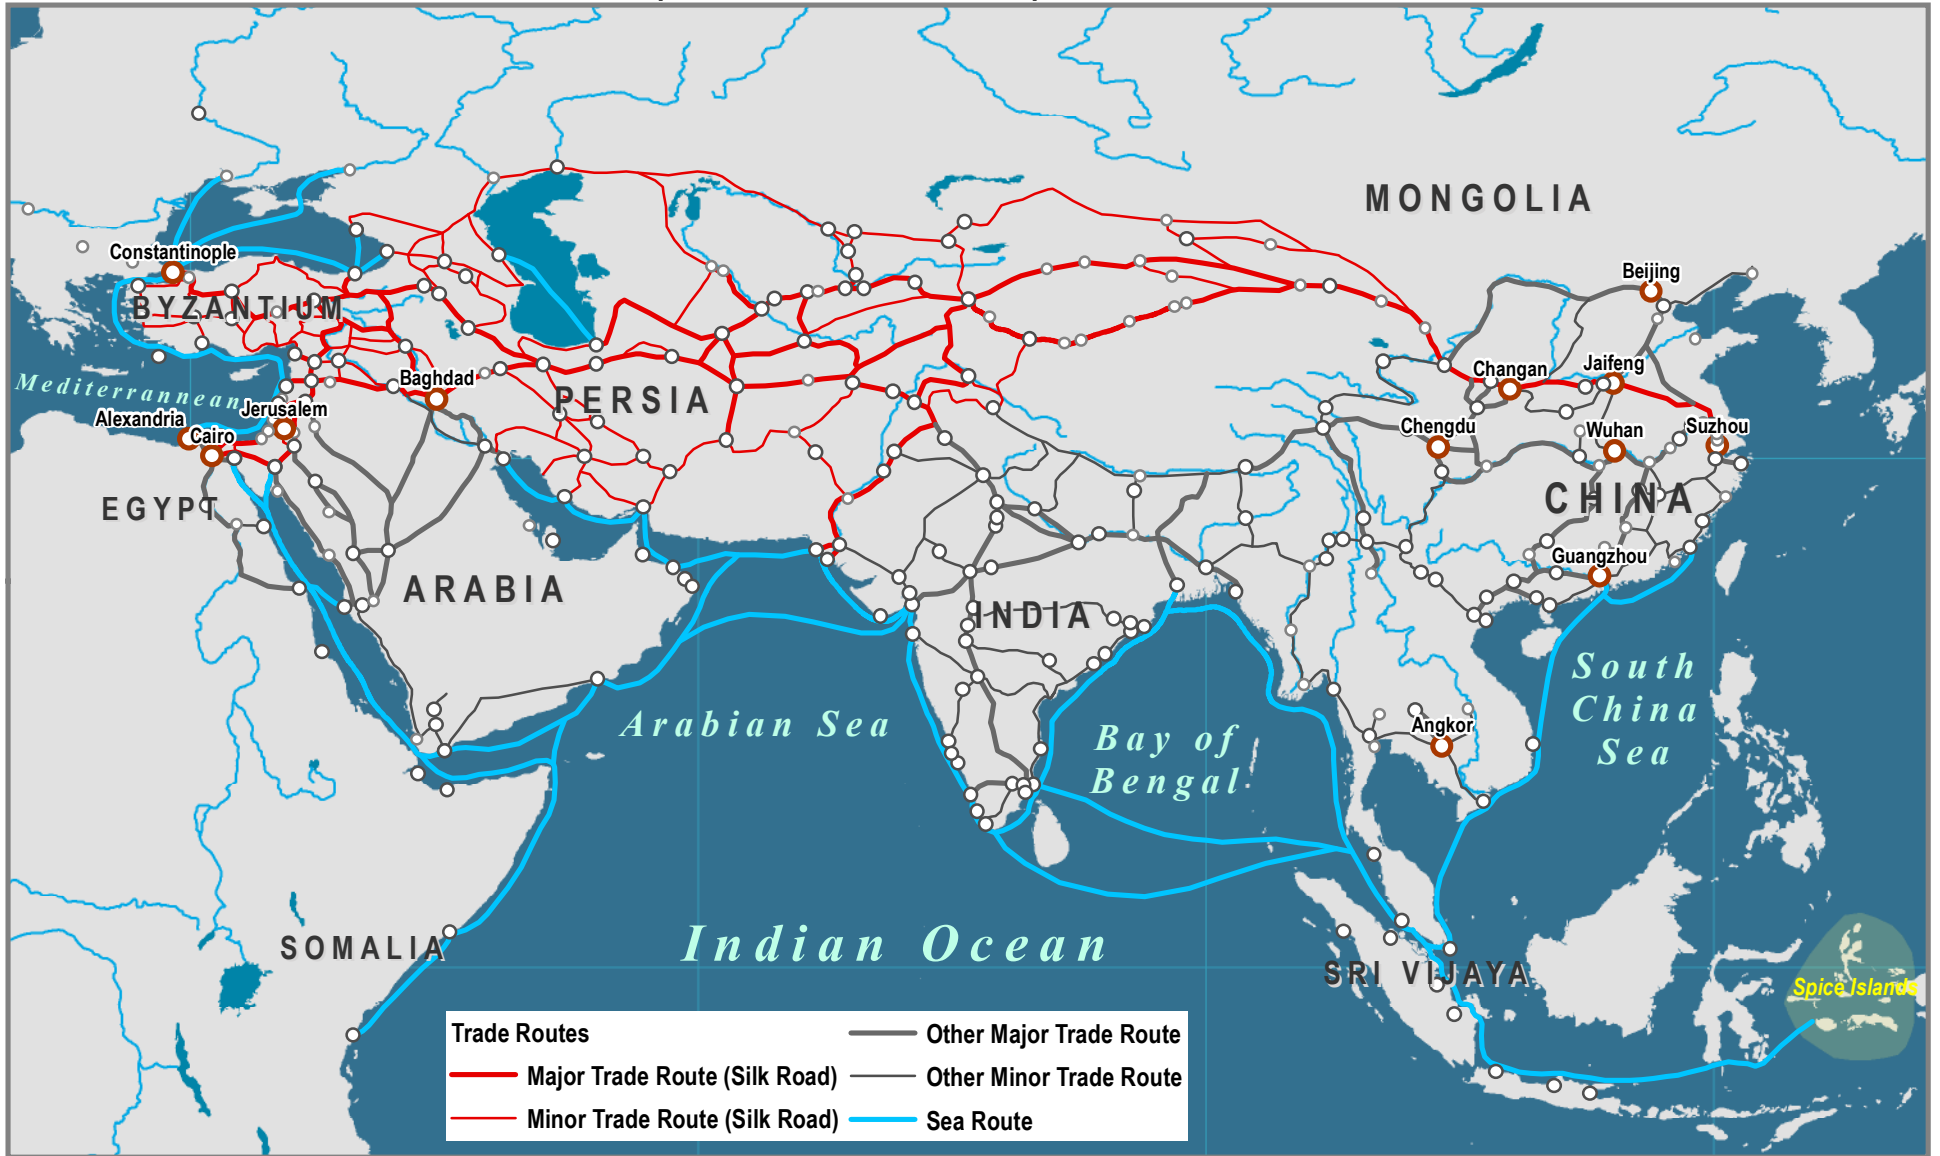 MONGOLIA
Constantinople
Beijing
BYZANTIUM
Changan
Jaifeng
Mediterrannean
Baghdad
PERSIA
Alexandria
Jerusalem
Cairo
Chengdu
Wuhan
Suzhou
EGYPT
CHINA
Guangzhou
ARABIA
INDIA
South
China
Sea
Arabian Sea
Bay of
Bengal
Angkor
Indian Ocean
SOMALIA
SRI VIJAYA
Spice Islands
Trade Routes
Major Trade Route (Silk Road)
Minor Trade Route (Silk Road)
Other Major Trade Route
Other Minor Trade Route
Sea Route